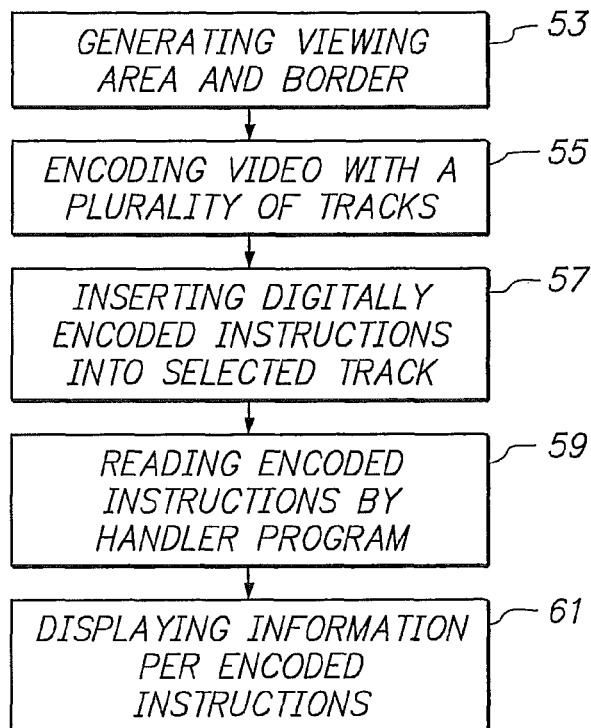 GENERATING VIEWING
AREA AND BORDER
53
ENCODING VIDEO WITH A
PLURALITY OF TRACKS
55
INSERTING DIGITALLY
ENCODED INSTRUCTIONS
INTO SELECTED TRACK
57
READING ENCODED
INSTRUCTIONS BY
HANDLER PROGRAM
59
DISPLAYING INFORMATION
PER ENCODED
INSTRUCTIONS
61